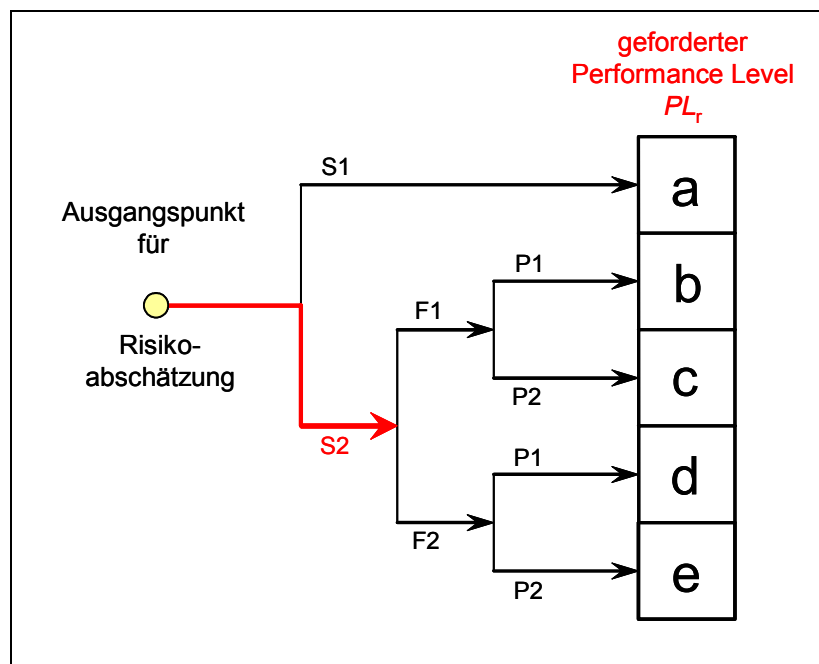 geforderter
Performance Level
PLr
S1
a
Ausgangspunkt
für
P1
b
F1
Risiko-
abschätzung
P2
c
S2
P1
d
F2
P2
e